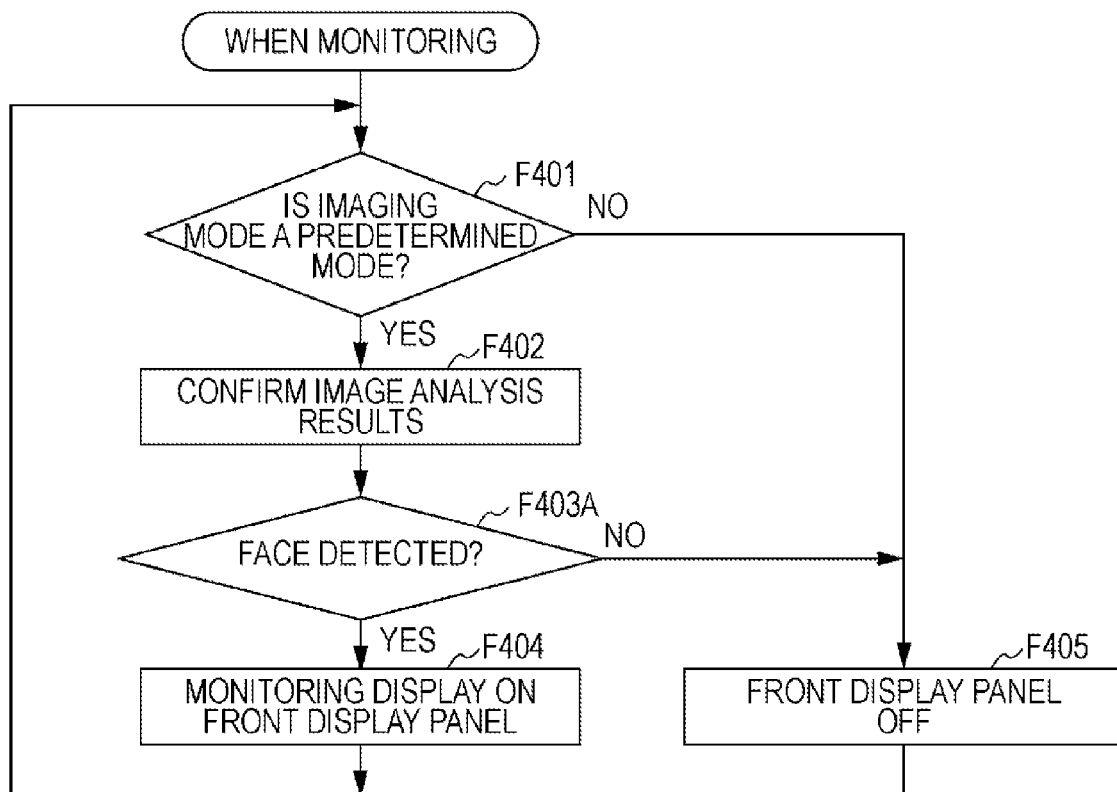 WHEN MONITORING
F401
IS IMAGING
MODE A PREDETERMINED
MODE?
NO
YES
F402
CONFIRM IMAGE ANALYSIS
RESULTS
F403A
FACE DETECTED?
NO
YES
F404
MONITORING DISPLAY ON
FRONT DISPLAY PANEL
F405
FRONT DISPLAY PANEL
OFF